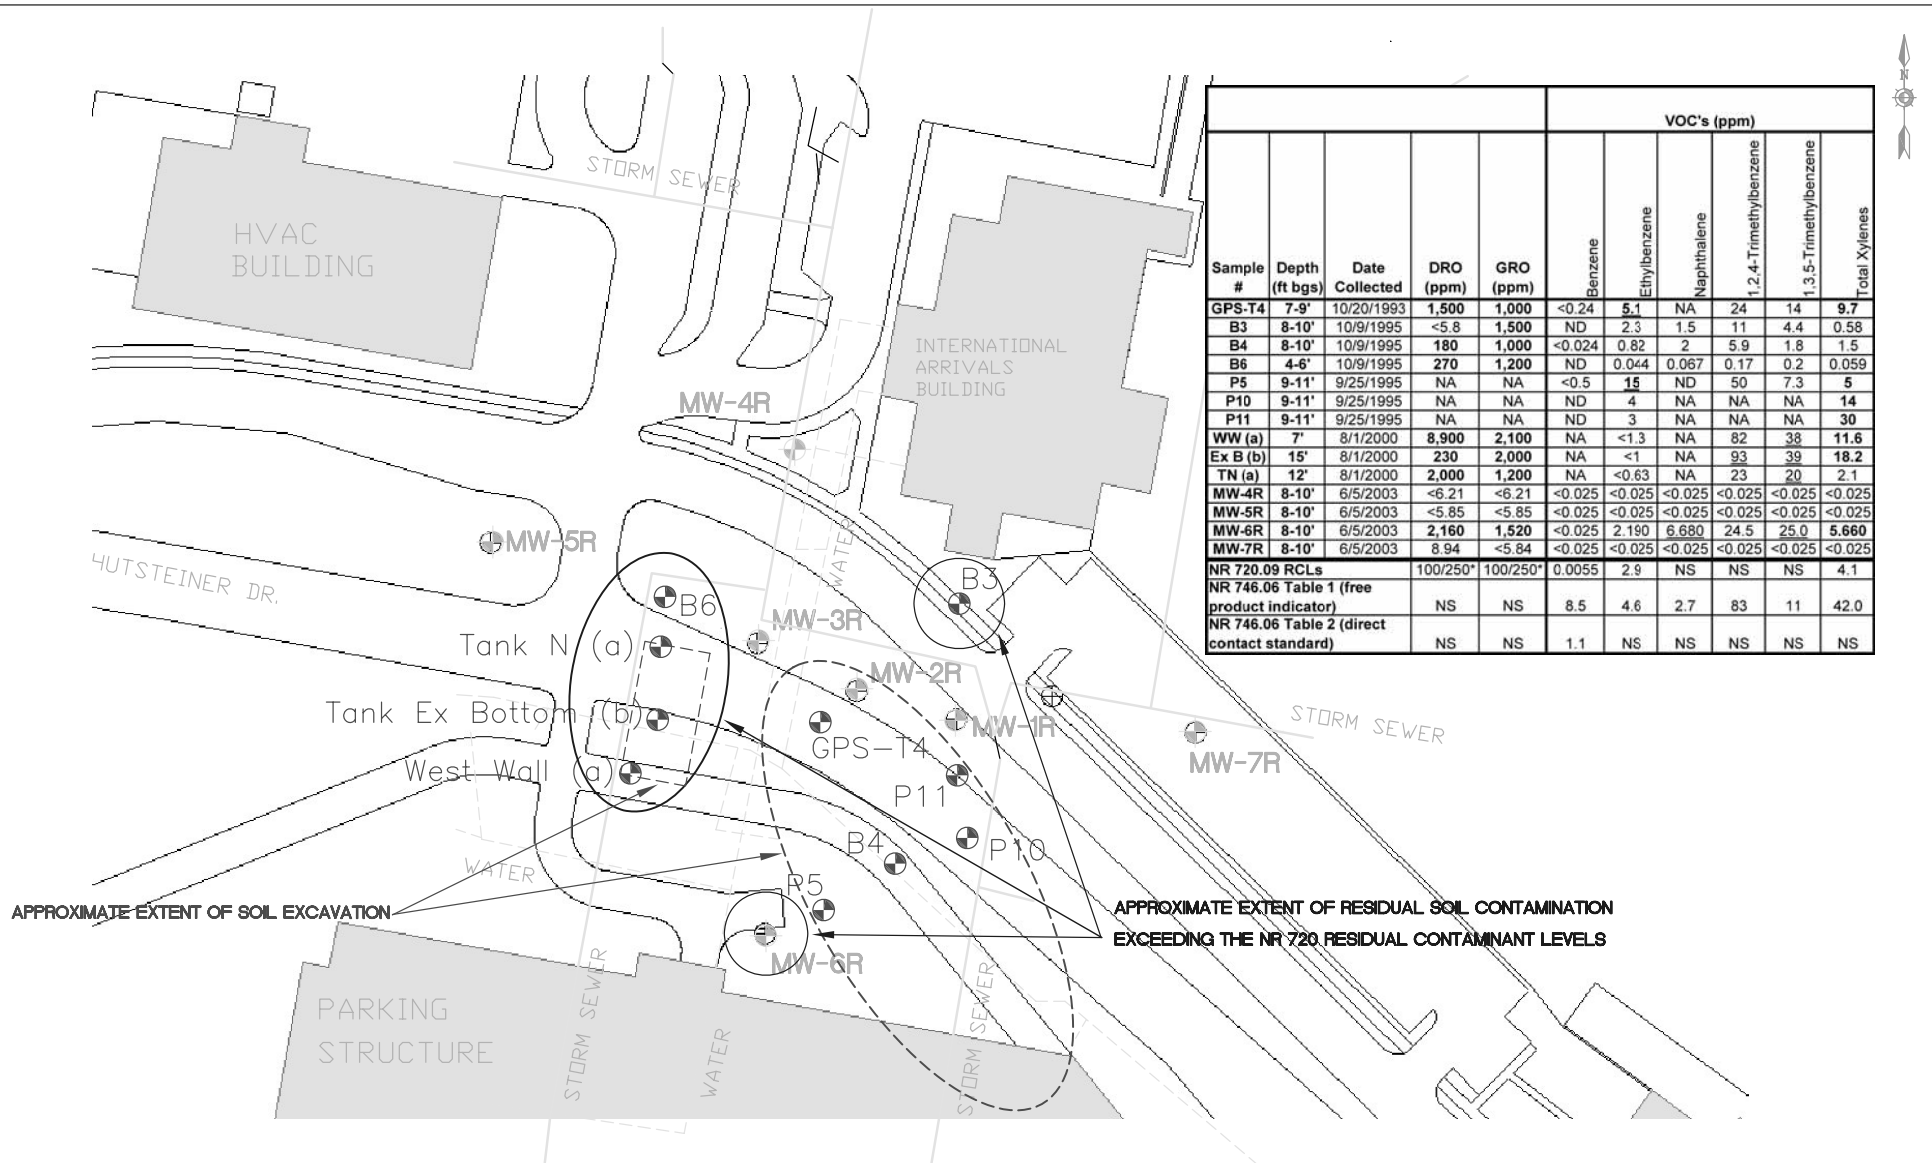 N
STORM SEWER
HVAC
BUILDING
INTERNATIONAL
ARRIVALS
BUILDING
MW-4R
MW-5R
HUTSTEINER DR.
WATER
B3
B6
MW-3R
Tank N (a)
MW-2R
Tank Ex Bottom (b)
MW-1R
STORM SEWER
GPS-T4
MW-7R
West Wall (a)
P11
B4
P10
WATER
P5
APPROXIMATE EXTENT OF SOIL EXCAVATION
APPROXIMATE EXTENT OF RESIDUAL SOIL CONTAMINATION
EXCEEDING THE NR 720 RESIDUAL CONTAMINANT LEVELS
MW-6R
PARKING
STRUCTURE
STORM SEWER
WATER
STORM SEWER
VOC's (ppm)
Sample # Depth (ft bgs) Date Collected DRO (ppm) GRO (ppm) Benzene Ethylbenzene Naphthalene 1,2,4-Trimethylbenzene 1,3,5-Trimethylbenzene Total Xylenes
GPS-T4 7-9' 10/20/1993 1,500 1,000 <0.24 5.1 NA 24 14 9.7
B3 8-10' 10/9/1995 <5.8 1,500 ND 2.3 1.5 11 4.4 0.58
B4 8-10' 10/9/1995 180 1,000 <0.024 0.82 2 5.9 1.8 1.5
B6 4-6' 10/9/1995 270 1,200 ND 0.044 0.067 0.17 0.2 0.059
P5 9-11' 9/25/1995 NA NA <0.5 15 ND 50 7.3 5
P10 9-11' 9/25/1995 NA NA ND 4 NA NA NA 14
P11 9-11' 9/25/1995 NA NA ND 3 NA NA NA 30
WW (a) 7' 8/1/2000 8,900 2,100 NA <1.3 NA 82 38 11.6
Ex B (b) 15' 8/1/2000 230 2,000 NA <1 NA 93 39 18.2
TN (a) 12' 8/1/2000 2,000 1,200 NA <0.63 NA 23 20 2.1
MW-4R 8-10' 6/5/2003 <6.21 <6.21 <0.025 <0.025 <0.025 <0.025 <0.025 <0.025
MW-5R 8-10' 6/5/2003 <5.85 <5.85 <0.025 <0.025 <0.025 <0.025 <0.025 <0.025
MW-6R 8-10' 6/5/2003 2,160 1,520 <0.025 2.190 6.680 24.5 25.0 5.660
MW-7R 8-10' 6/5/2003 8.94 <5.84 <0.025 <0.025 <0.025 <0.025 <0.025 <0.025
NR 720.09 RCLs 100/250* 100/250* 0.0055 2.9 NS NS NS 4.1
NR 746.06 Table 1 (free
product indicator) NS NS 8.5 4.6 2.7 83 11 42.0
NR 746.06 Table 2 (direct
contact standard) NS NS 1.1 NS NS NS NS NS